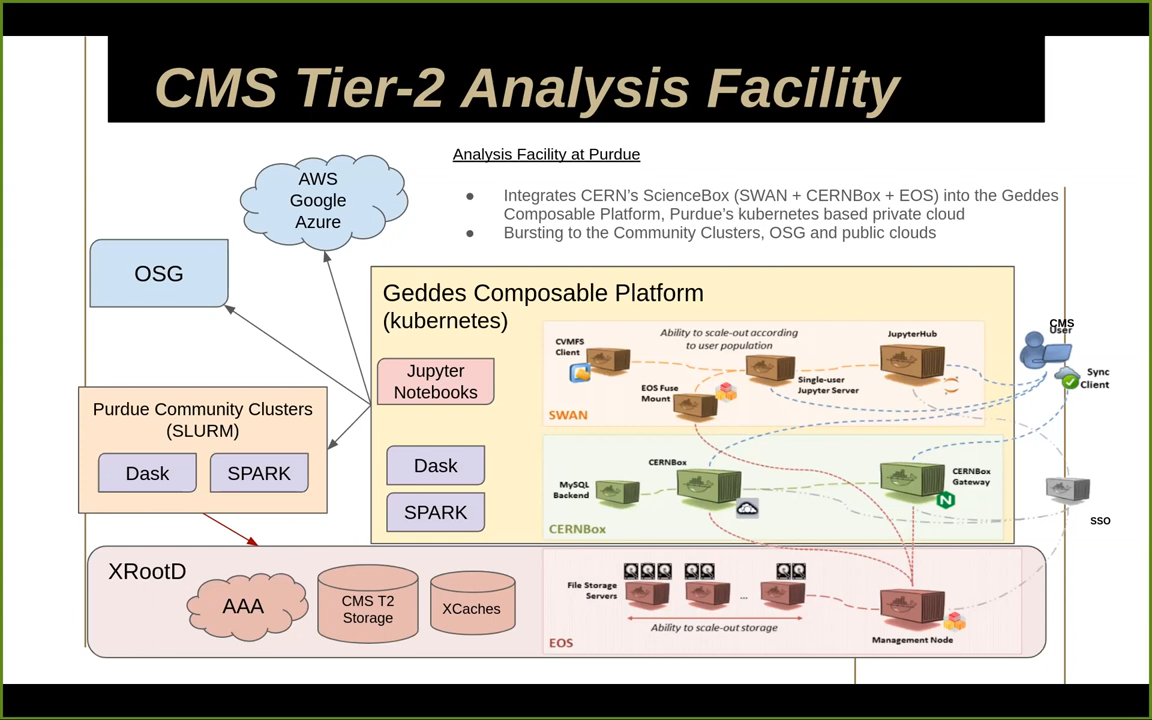 CMS Tier-2 Analysis Facility
Analysis Facility at Purdue
● Integrates CERN's ScienceBox (SWAN + CERNBox + EOS) into the Geddes
Composable Platform, Purdue's kubernetes based private cloud
● Bursting to the Community Clusters, OSG and public clouds
AWS
Google
Azure
OSG
Geddes Composable Platform
(kubernetes)
Jupyter
Notebooks
Dask
SPARK
Purdue Community Clusters
(SLURM)
Dask
SPARK
CVMFS
Client
Ability to scale-out according
to user population
JupyterHub
EOS Fuse
Mount
Single-user
Jupyter Server
SWAN
CMS
User
Sync
Client
CERNBox
MySQL
Backend
CERNBox
Gateway
N
CERNBox
SSO
XRootD
AAA
CMS T2
Storage
XCaches
File Storage
Servers
...
Ability to scale-out storage
Management Node
EOS